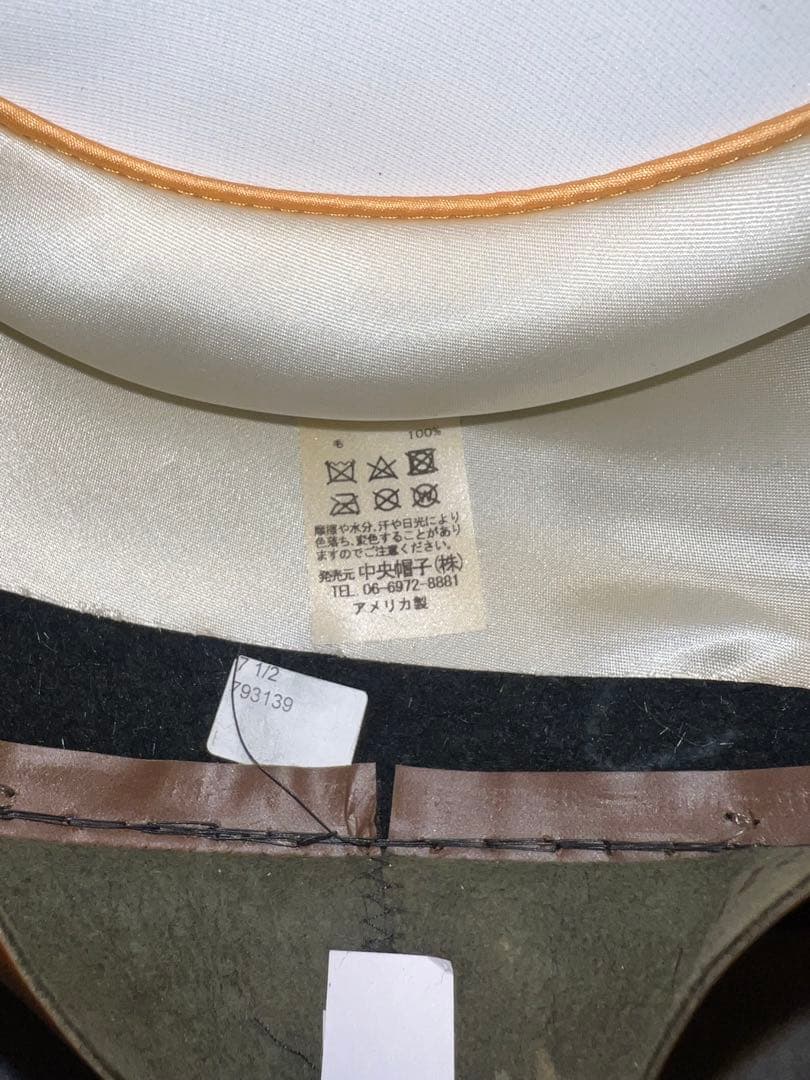 毛 100%
摩擦や水分、汗や日光により
色落ち、変色することがあり
ますのでご注意ください。
発売元 中央帽子(株)
TEL 06-6972-8881
アメリカ製
7 1/2
793139